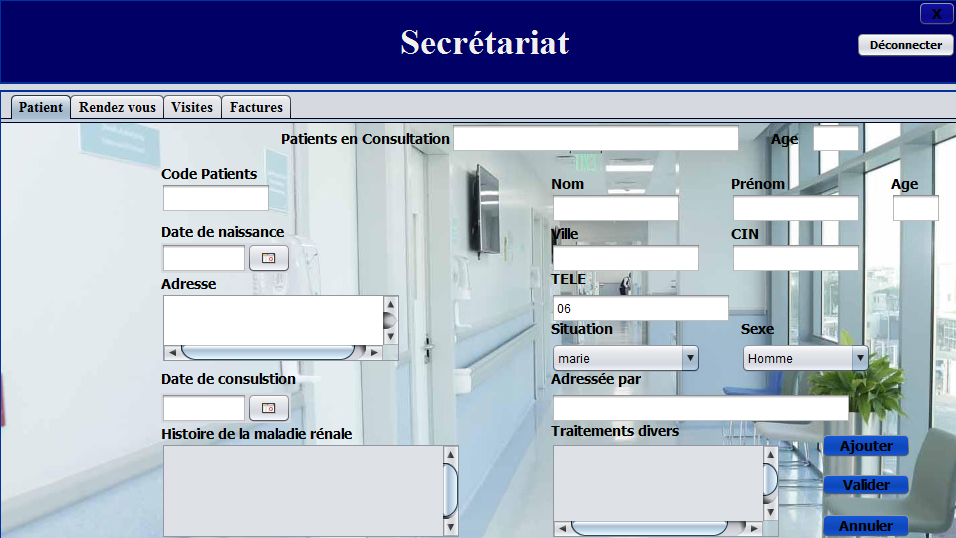 X
Secrétariat
Déconnecter
Patient Rendez vous Visites Factures
Patients en Consultation Age
Code Patients
Nom Prénom Age
Date de naissance
Ville CIN
Adresse
TELE
06
Situation Sexe
marie Homme
Date de consulstion
Adressée par
Histoire de la maladie rénale
Traitements divers
Ajouter
Valider
Annuler